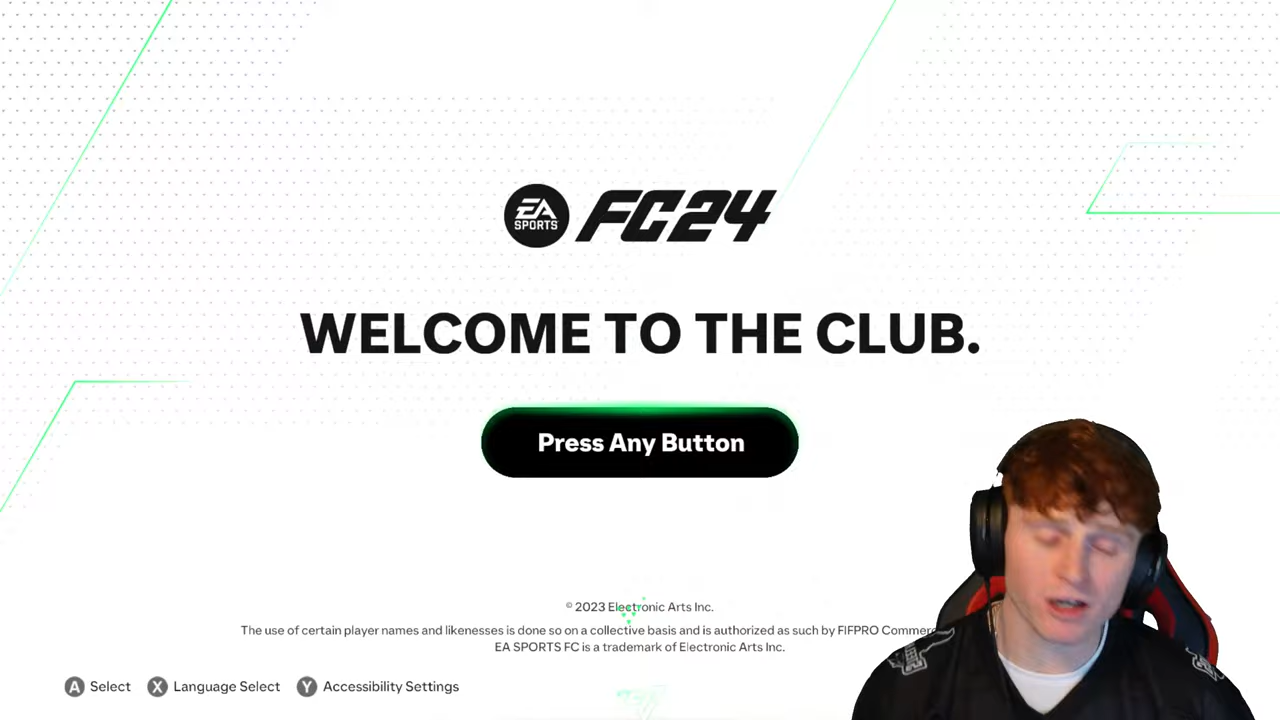 EA SPORTS FC24
WELCOME TO THE CLUB.
Press Any Button
© 2023 Electronic Arts Inc.
The use of certain player names and likenesses is done so on a collective basis and is authorized as such by FIFPRO
EA SPORTS FC is a trademark of Electronic Arts Inc.
A Select X Language Select Y Accessibility Settings